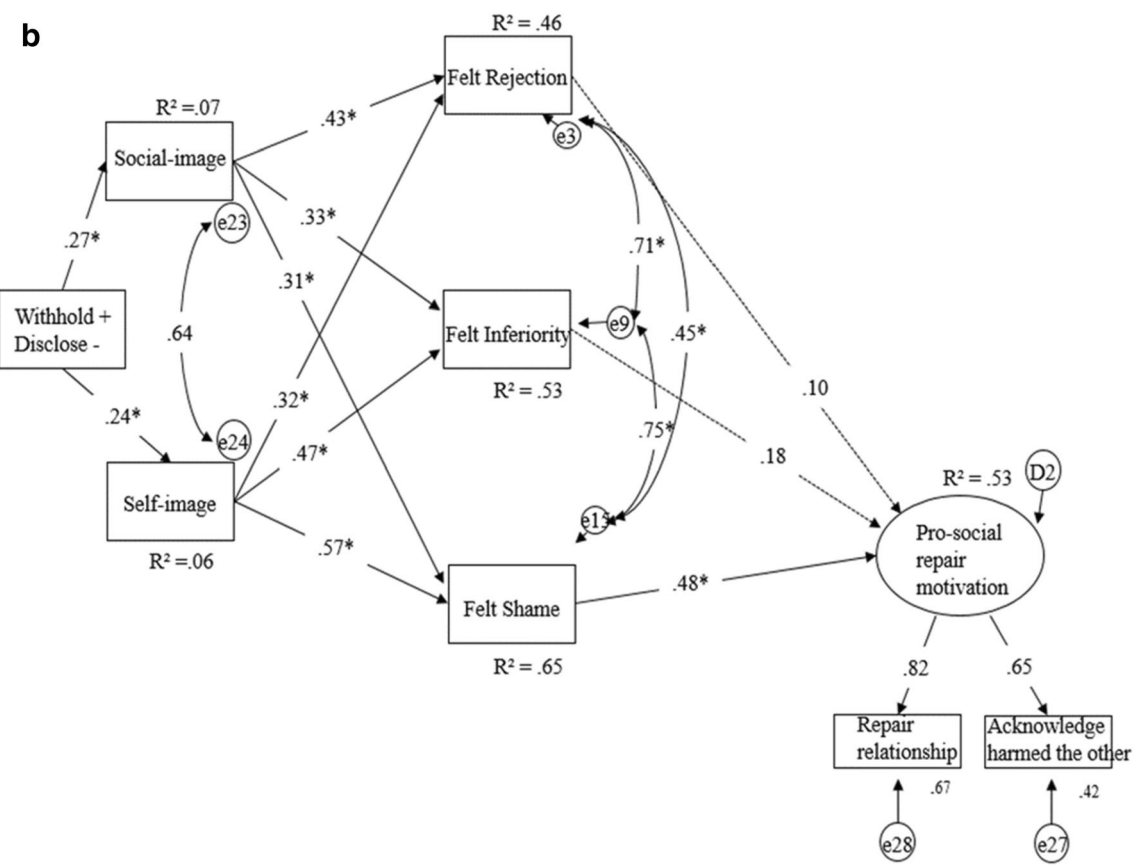 b
R² = .46
Felt Rejection
R² =.07
Social-image
.43*
e3
e23
.33*
.27*
.71*
.31*
Withhold +
Disclose -
.64
Felt Inferiority
e9
.45*
R² = .53
.10
.32*
.24*
e24
.47*
.75*
.18
Self-image
R² =.06
.57*
e15
R² = .53
D2
Pro-social
repair
motivation
Felt Shame
.48*
R² = .65
.82
.65
Repair
relationship
Acknowledge
harmed the other
.67
.42
e28
e27